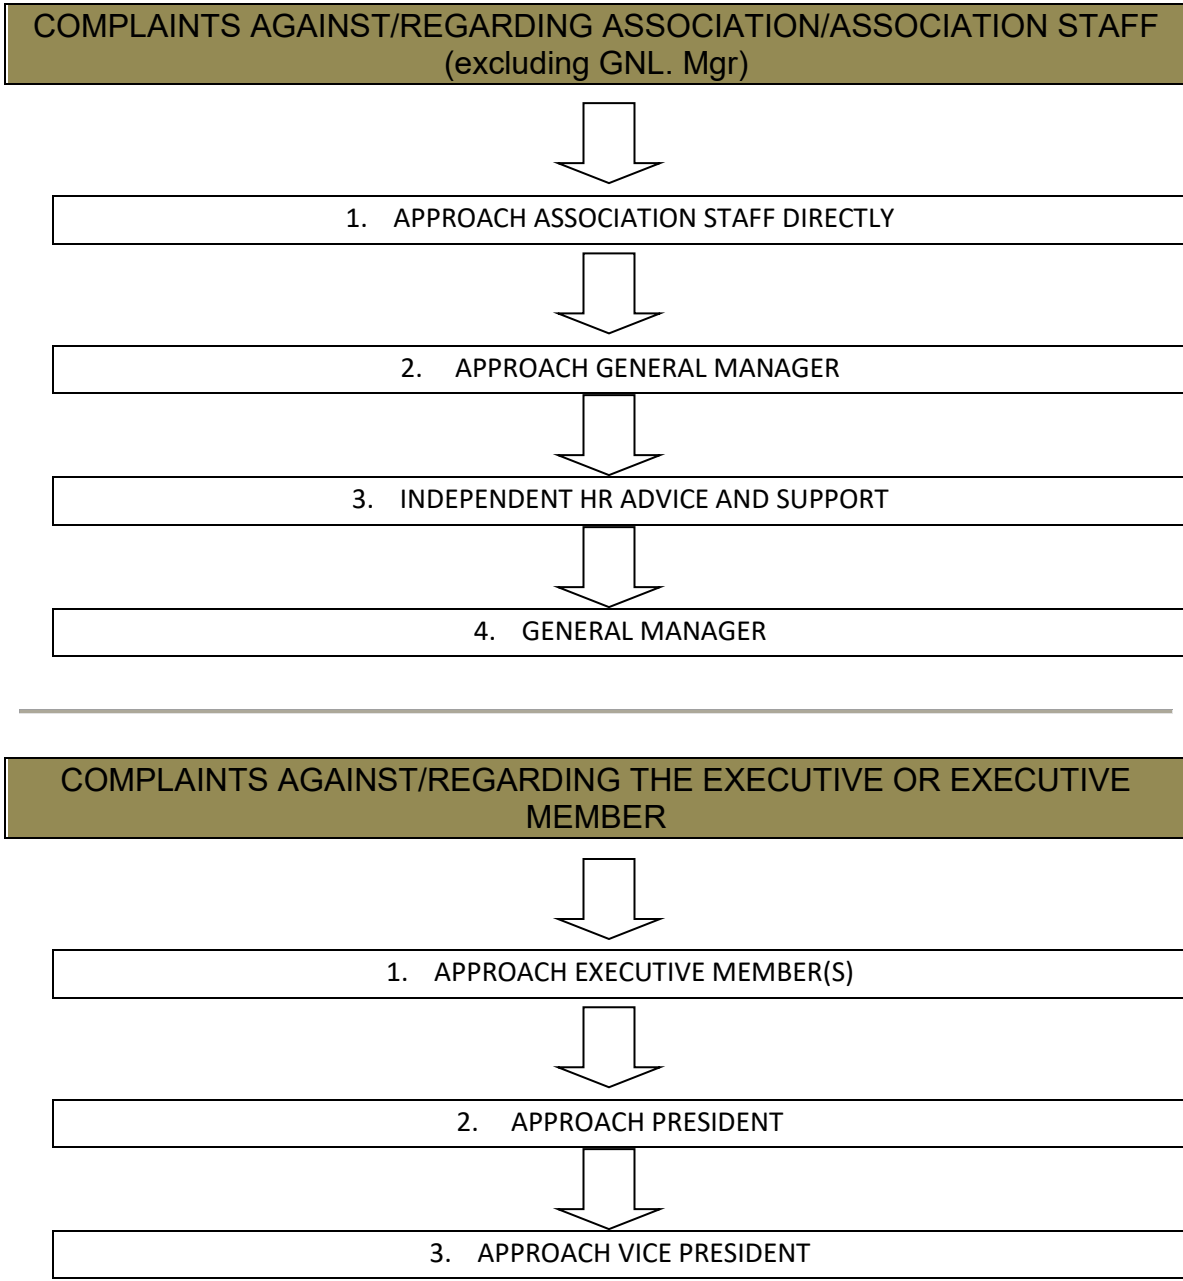 COMPLAINTS AGAINST/REGARDING ASSOCIATION/ASSOCIATION STAFF
(excluding GNL. Mgr)
1. APPROACH ASSOCIATION STAFF DIRECTLY
2. APPROACH GENERAL MANAGER
3. INDEPENDENT HR ADVICE AND SUPPORT
4. GENERAL MANAGER
COMPLAINTS AGAINST/REGARDING THE EXECUTIVE OR EXECUTIVE
MEMBER
1. APPROACH EXECUTIVE MEMBER(S)
2. APPROACH PRESIDENT
3. APPROACH VICE PRESIDENT